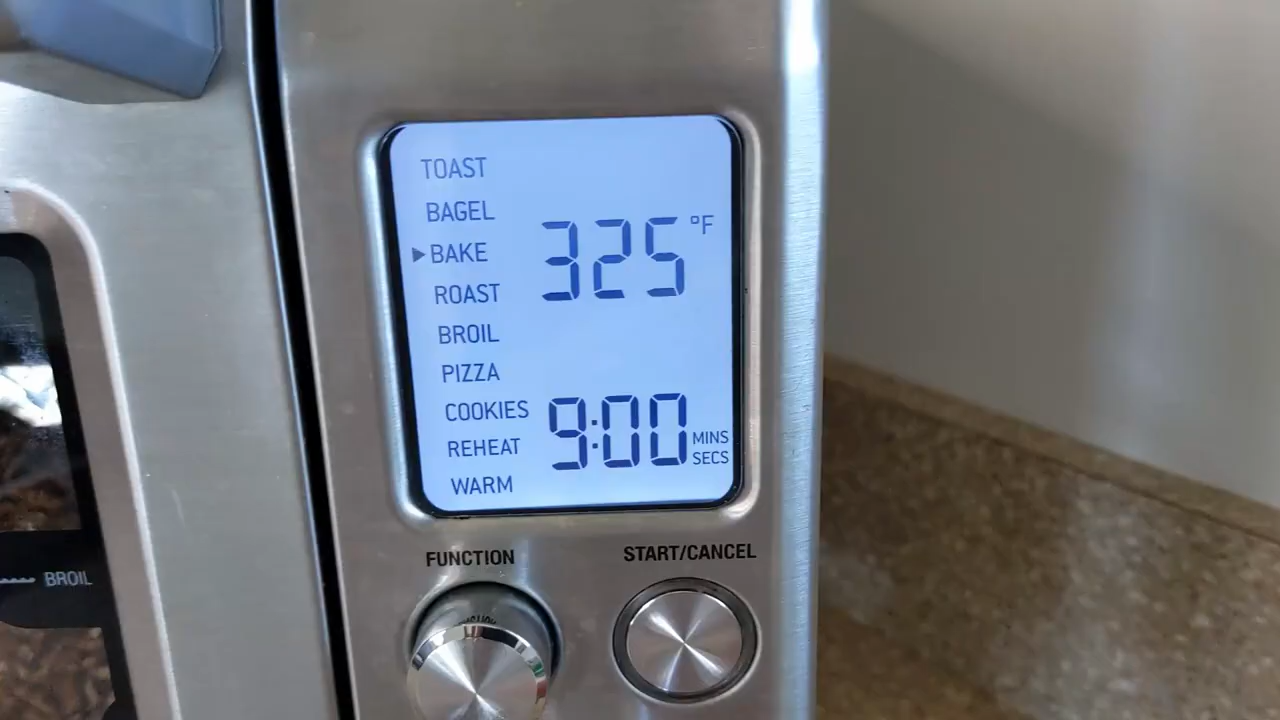 TOAST
BAGEL
▶BAKE
ROAST
BROIL
PIZZA
COOKIES
REHEAT
WARM
325 °F
9:00 MINS SECS
FUNCTION
START/CANCEL
BROIL